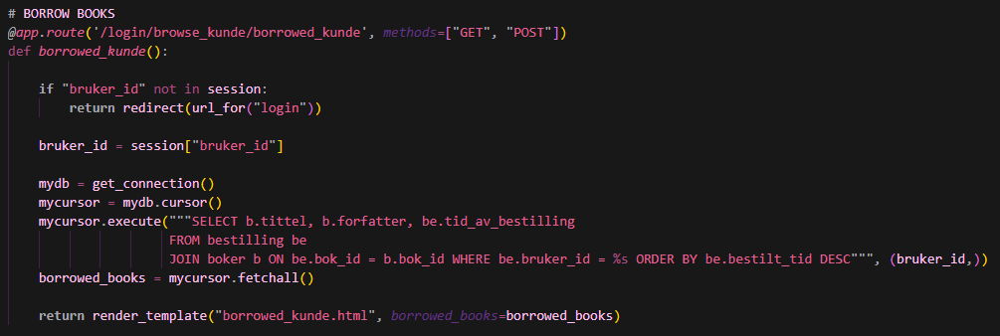 # BORROW BOOKS
@app.route('/login/browse_kunde/borrowed_kunde', methods=["GET", "POST"])
def borrowed_kunde():
    if "bruker_id" not in session:
        return redirect(url_for("login"))
    bruker_id = session["bruker_id"]
    mydb = get_connection()
    mycursor = mydb.cursor()
    mycursor.execute("""SELECT b.tittel, b.forfatter, be.tid_av_bestilling
                     FROM bestilling be
                     JOIN boker b ON be.bok_id = b.bok_id WHERE be.bruker_id = %s ORDER BY be.bestilt_tid DESC""", (bruker_id,))
    borrowed_books = mycursor.fetchall()
    return render_template("borrowed_kunde.html", borrowed_books=borrowed_books)